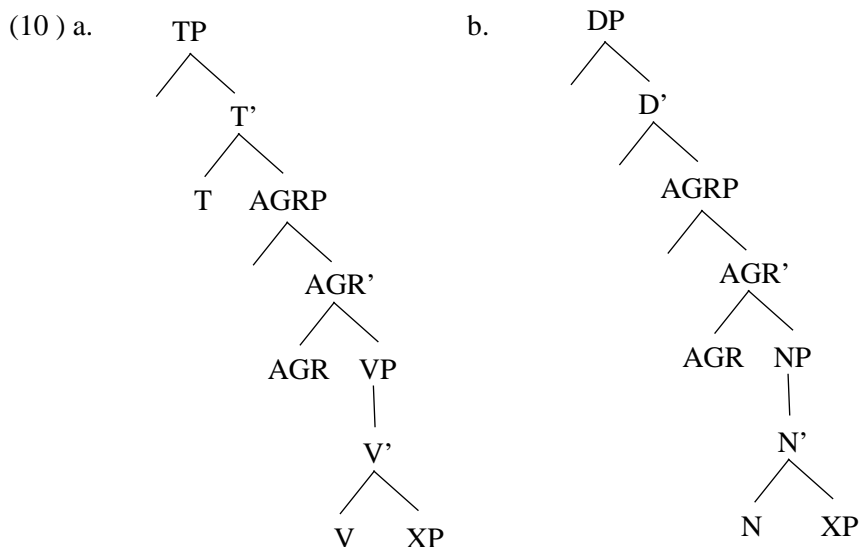 (10 ) a. TP b. DP
T’ D’
T AGRP AGRP
AGR’ AGR’
AGR VP AGR NP
V’ N’
V XP N XP